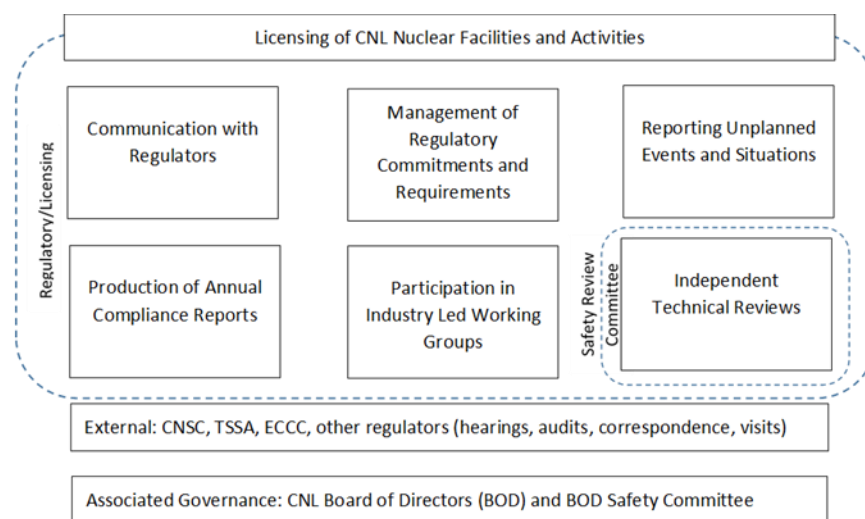 Licensing of CNL Nuclear Facilities and Activities
Regulatory/Licensing
Communication with
Regulators
Management of
Regulatory
Commitments and
Requirements
Reporting Unplanned
Events and Situations
Production of Annual
Compliance Reports
Participation in
Industry Led Working
Groups
Safety Review
Committee
Independent
Technical Reviews
External: CNSC, TSSA, ECCC, other regulators (hearings, audits, correspondence, visits)
Associated Governance: CNL Board of Directors (BOD) and BOD Safety Committee